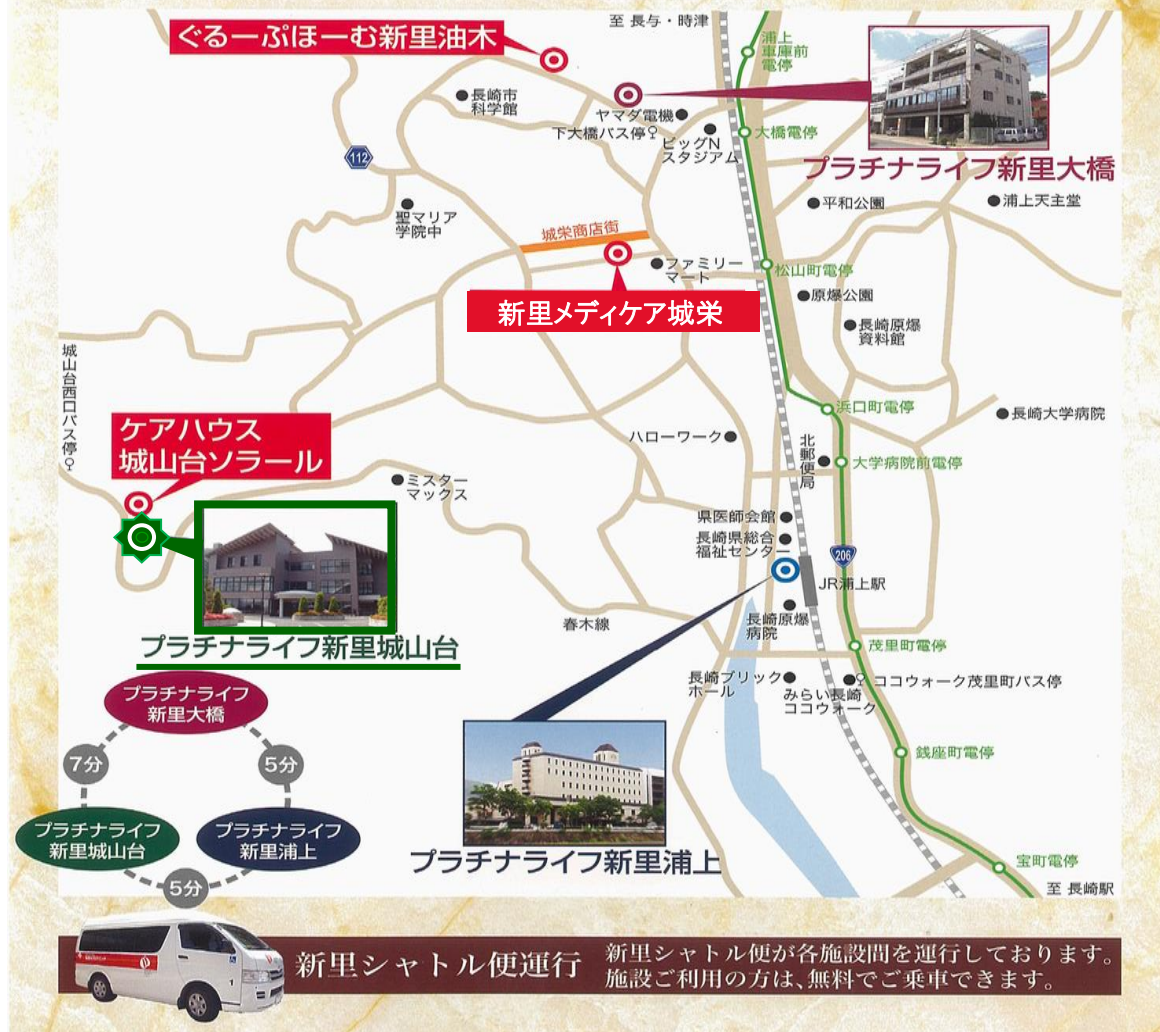 至 長与・時津
ぐるーぷほーむ新里油木
浦上
車庫前
電停
長崎市
科学館
ヤマダ電機
下大橋バス停
ビッグN
スタジアム
大橋電停
プラチナライフ新里大橋
112
聖マリア
学院中
平和公園
浦上天主堂
城栄商店街
ファミリー
マート
松山町電停
新里メディケア城栄
原爆公園
長崎原爆
資料館
城山台西口バス停
浜口町電停
長崎大学病院
ケアハウス
城山台ソラール
ハローワーク
北郵便局
大学病院前電停
ミスター
マックス
県医師会館
長崎県総合
福祉センター
206
JR浦上駅
長崎原爆
病院
春木線
プラチナライフ新里城山台
茂里町電停
長崎ブリック
ホール
みらい長崎
ココウォーク
ココウォーク茂里町バス停
プラチナライフ
新里大橋
7分
5分
銭座町電停
プラチナライフ
新里城山台
プラチナライフ
新里浦上
5分
プラチナライフ新里浦上
宝町電停
至 長崎駅
新里シャトル便運行
新里シャトル便が各施設間を運行しております。
施設ご利用の方は、無料でご乗車できます。